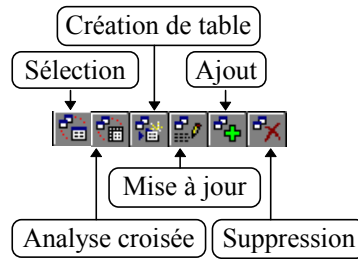 Création de table
Sélection
Ajout
Mise à jour
Analyse croisée
Suppression